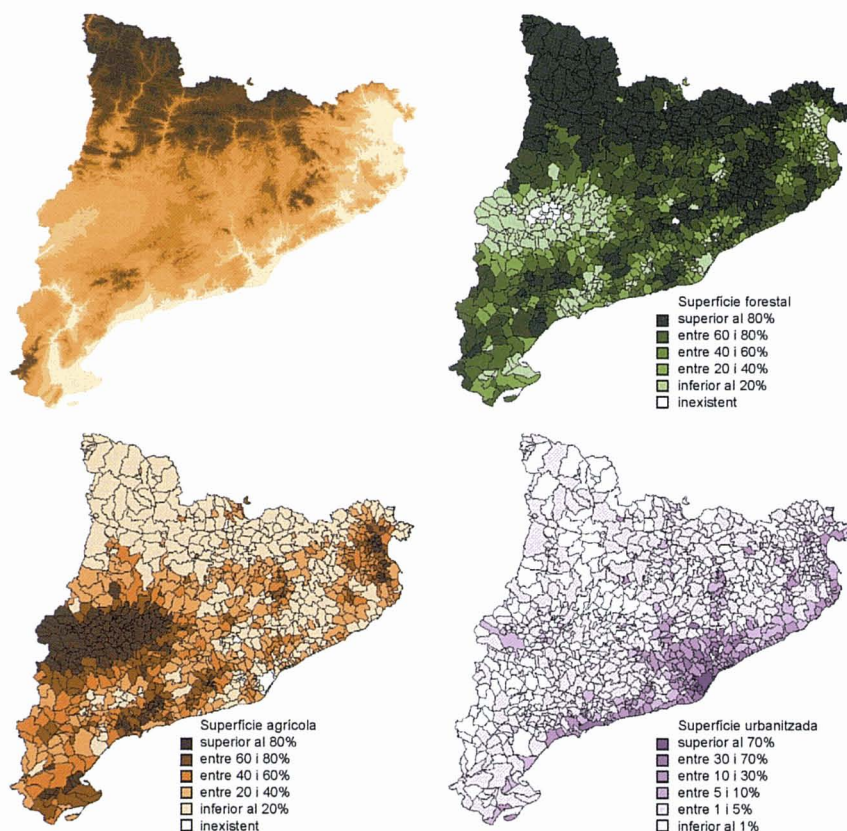 Superfície forestal
superior al 80%
entre 60 i 80%
entre 40 i 60%
entre 20 i 40%
inferior al 20%
inexistent
Superfície agrícola
superior al 80%
entre 60 i 80%
entre 40 i 60%
entre 20 i 40%
inferior al 20%
inexistent
Superfície urbanitzada
superior al 70%
entre 30 i 70%
entre 10 i 30%
entre 5 i 10%
entre 1 i 5%
inferior al 1%